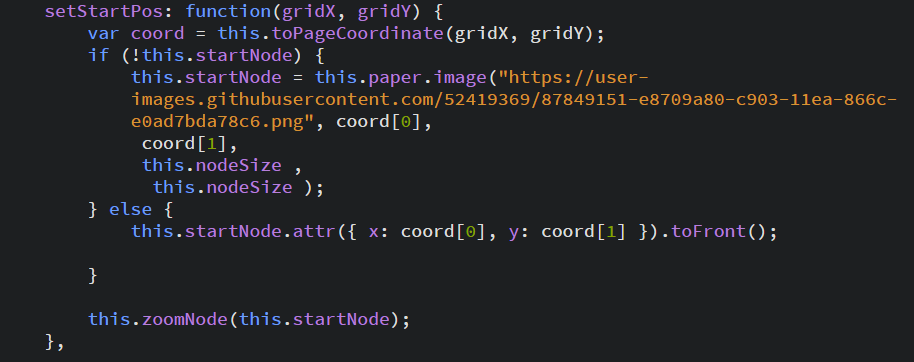 setStartPos: function(gridX, gridY) {
var coord = this.toPageCoordinate(gridX, gridY);
if (!this.startNode) {
this.startNode = this.paper.image("https://user-
images.githubusercontent.com/52419369/87849151-e8709a80-c903-11ea-866c-
e0ad7bda78c6.png", coord[0],
coord[1],
this.nodeSize ,
this.nodeSize );
} else {
this.startNode.attr({ x: coord[0], y: coord[1] }).toFront();
}
this.zoomNode(this.startNode);
},